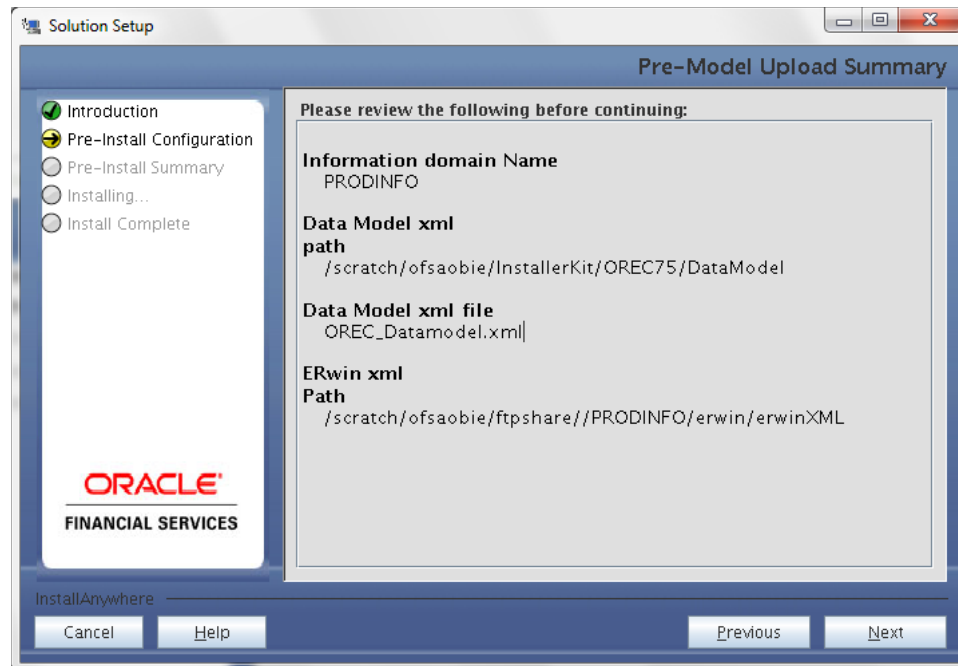 Solution Setup
Pre-Model Upload Summary
Introduction
Pre-Install Configuration
Pre-Install Summary
Installing...
Install Complete
ORACLE
FINANCIAL SERVICES
Please review the following before continuing:
Information domain Name
PRODINFO
Data Model xml
path
/scratch/ofsaobie/InstallerKit/OREC75/DataModel
Data Model xml file
OREC_Datamodel.xml
ERwin xml
Path
/scratch/ofsaobie/ftpshare//PRODINFO/erwin/erwinXML
InstallAnywhere
Cancel
Help
Previous
Next